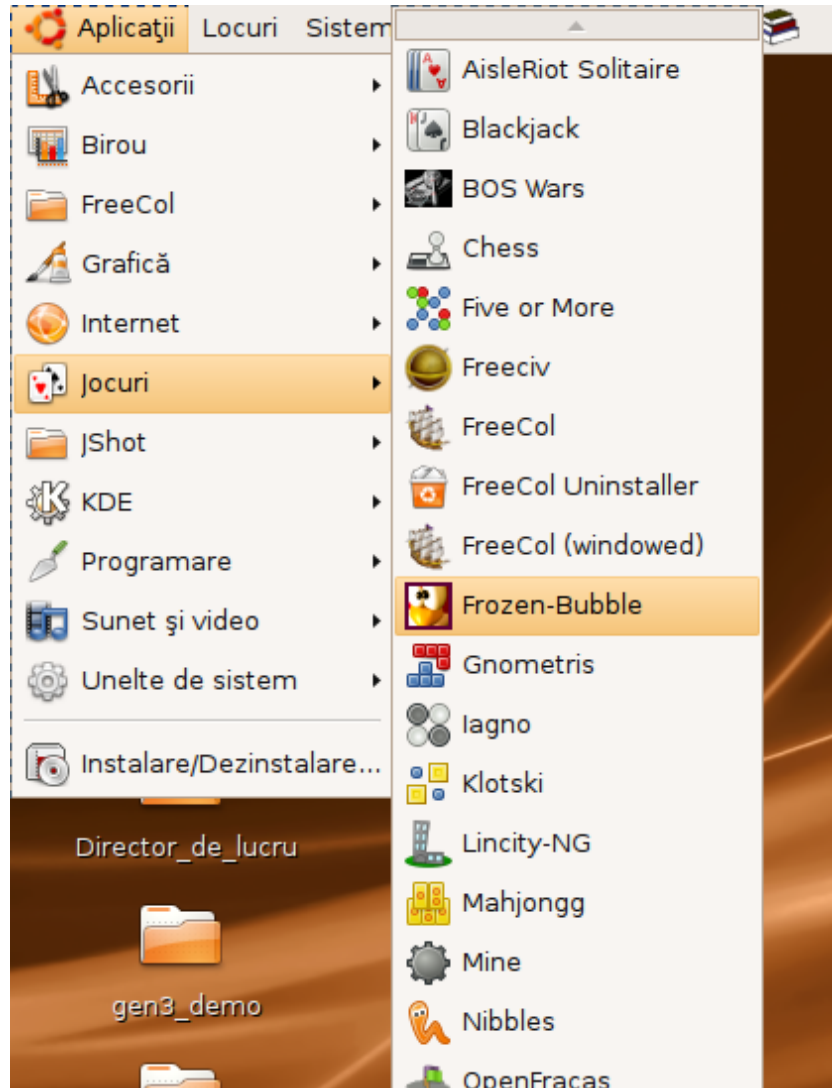 Aplicaţii Locuri Sistem
Accesorii
Birou
FreeCol
Grafică
Internet
Jocuri
JShot
KDE
Programare
Sunet şi video
Unelte de sistem
Instalare/Dezinstalare...
AisleRiot Solitaire
Blackjack
BOS Wars
Chess
Five or More
Freeciv
FreeCol
FreeCol Uninstaller
FreeCol (windowed)
Frozen-Bubble
Gnometris
Iagno
Klotski
Lincity-NG
Mahjongg
Mine
Nibbles
OpenFracas
Director_de_lucru
gen3_demo